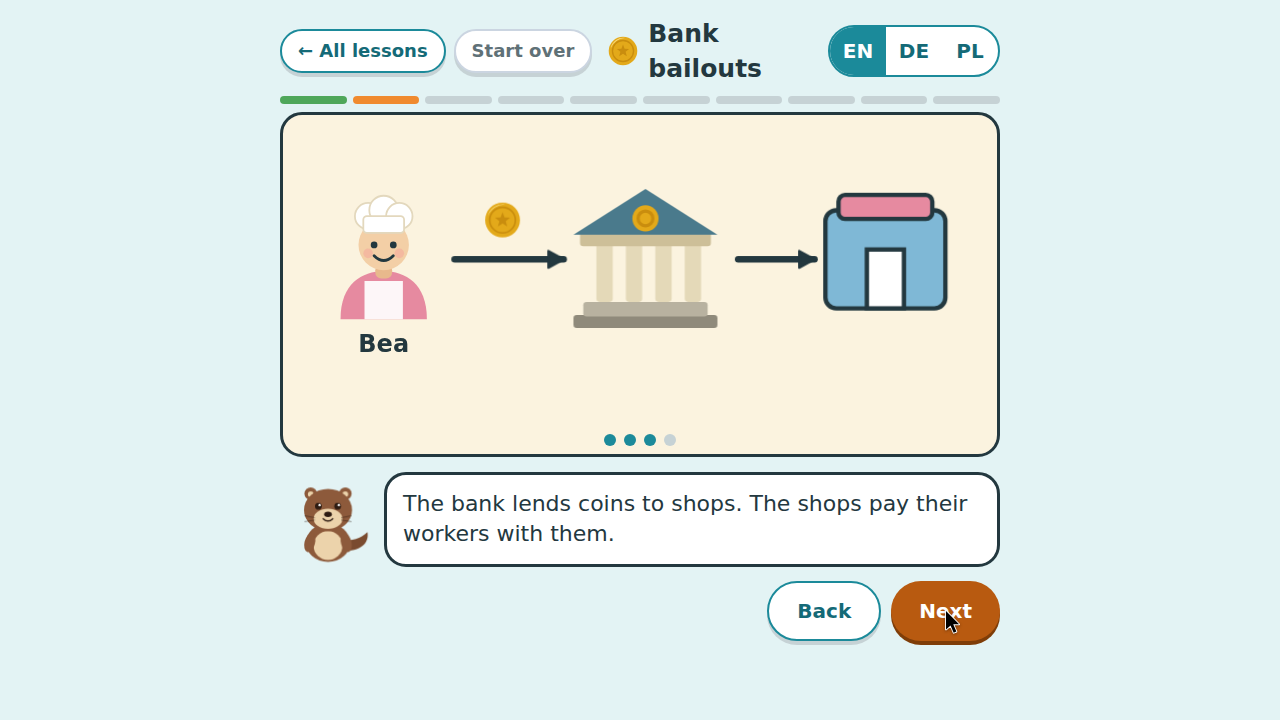 ← All lessons
Start over
Bank
bailouts
EN
DE
PL
Bea
The bank lends coins to shops. The shops pay their
workers with them.
Back
Next